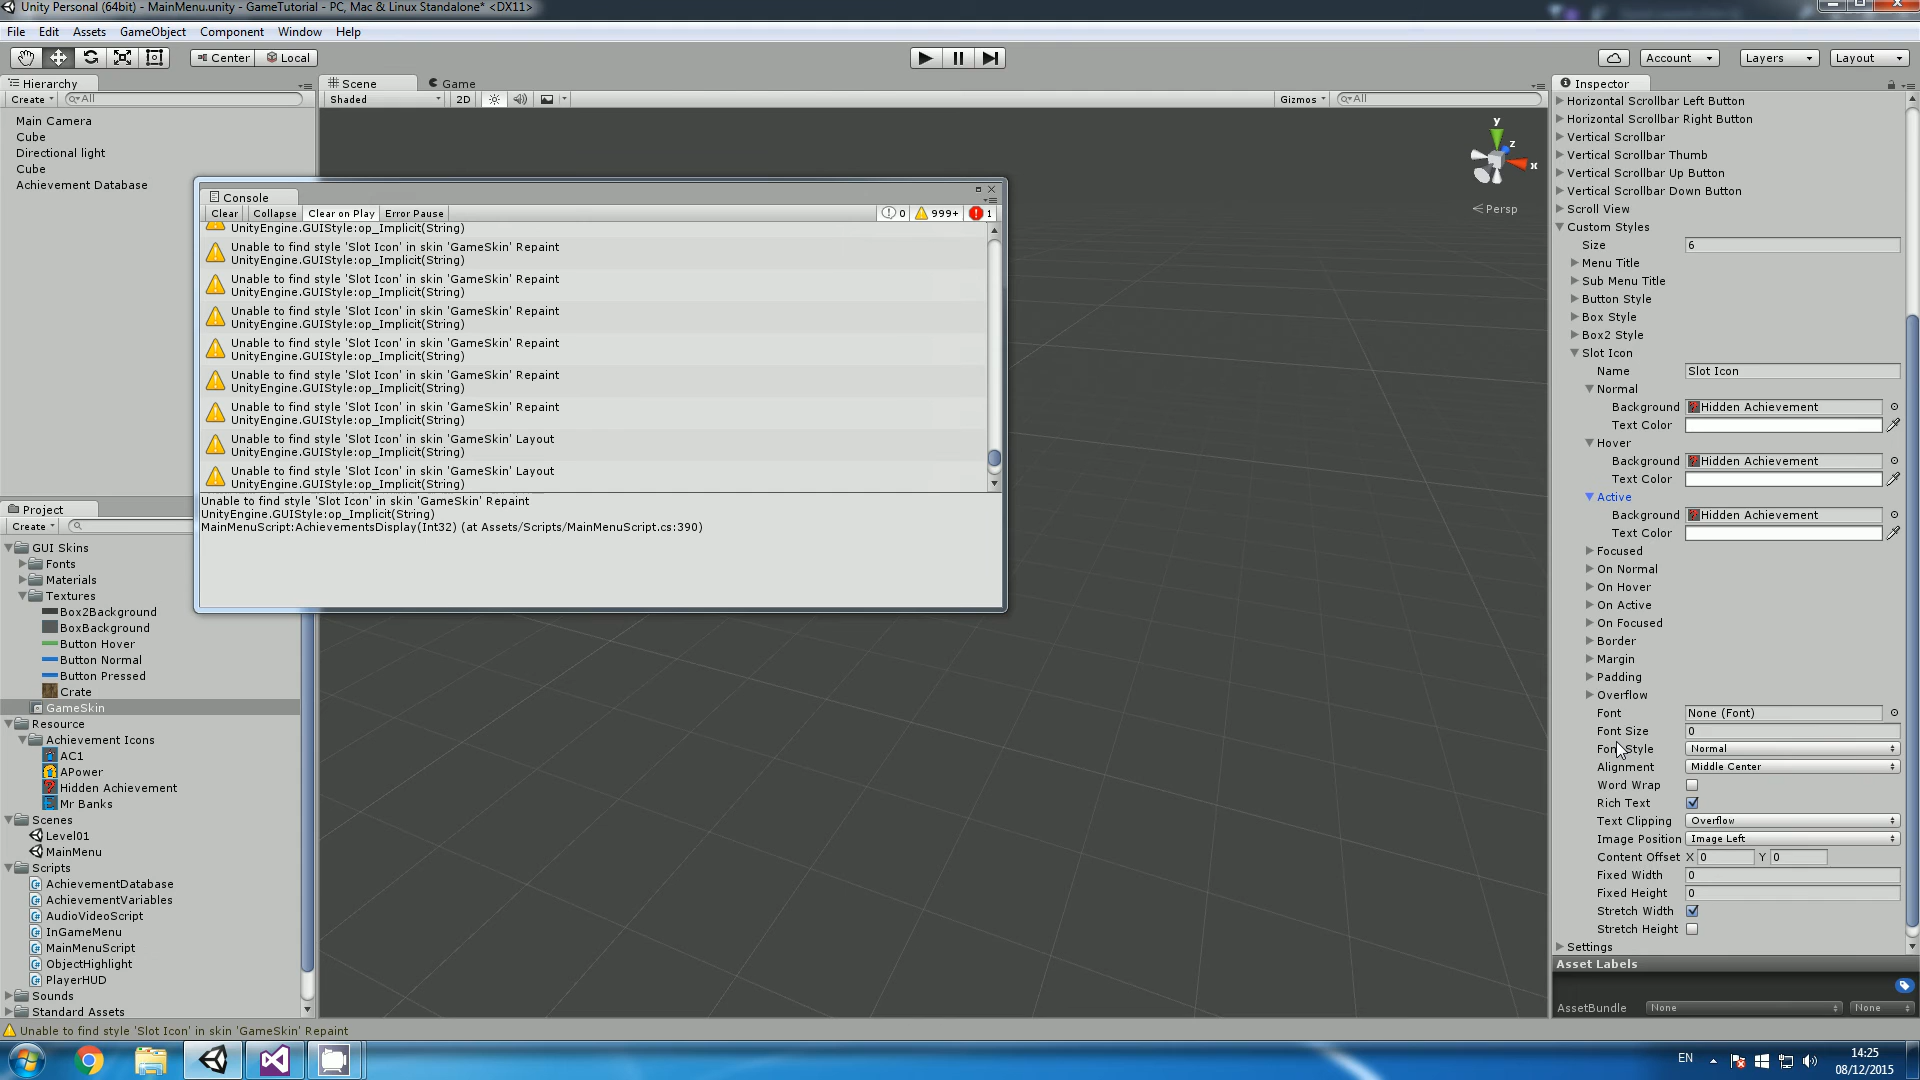 Unity Personal (64bit) - MainMenu.unity - GameTutorial - PC, Mac & Linux Standalone* <DX11>
File Edit Assets GameObject Component Window Help
Center Local
Account Layers Layout
Hierarchy
Create All
Main Camera
Cube
Directional light
Cube
Achievement Database
Scene Game
Shaded 2D Gizmos All
y
z
x
Persp
Console
Clear Collapse Clear on Play Error Pause 0 999+ 1
UnityEngine.GUIStyle:op_Implicit(String)
Unable to find style 'Slot Icon' in skin 'GameSkin' Repaint
UnityEngine.GUIStyle:op_Implicit(String)
Unable to find style 'Slot Icon' in skin 'GameSkin' Repaint
UnityEngine.GUIStyle:op_Implicit(String)
Unable to find style 'Slot Icon' in skin 'GameSkin' Repaint
UnityEngine.GUIStyle:op_Implicit(String)
Unable to find style 'Slot Icon' in skin 'GameSkin' Repaint
UnityEngine.GUIStyle:op_Implicit(String)
Unable to find style 'Slot Icon' in skin 'GameSkin' Repaint
UnityEngine.GUIStyle:op_Implicit(String)
Unable to find style 'Slot Icon' in skin 'GameSkin' Repaint
UnityEngine.GUIStyle:op_Implicit(String)
Unable to find style 'Slot Icon' in skin 'GameSkin' Layout
UnityEngine.GUIStyle:op_Implicit(String)
Unable to find style 'Slot Icon' in skin 'GameSkin' Layout
UnityEngine.GUIStyle:op_Implicit(String)
Unable to find style 'Slot Icon' in skin 'GameSkin' Repaint
UnityEngine.GUIStyle:op_Implicit(String)
MainMenuScript:AchievementsDisplay(Int32) (at Assets/Scripts/MainMenuScript.cs:390)
Project
Create
GUI Skins
Fonts
Materials
Textures
Box2Background
BoxBackground
Button Hover
Button Normal
Button Pressed
Crate
GameSkin
Resource
Achievement Icons
AC1
APower
Hidden Achievement
Mr Banks
Scenes
Level01
MainMenu
Scripts
AchievementDatabase
AchievementVariables
AudioVideoScript
InGameMenu
MainMenuScript
ObjectHighlight
PlayerHUD
Sounds
Standard Assets
Inspector
Horizontal Scrollbar Left Button
Horizontal Scrollbar Right Button
Vertical Scrollbar
Vertical Scrollbar Thumb
Vertical Scrollbar Up Button
Vertical Scrollbar Down Button
Scroll View
Custom Styles
Size 6
Menu Title
Sub Menu Title
Button Style
Box Style
Box2 Style
Slot Icon
Name Slot Icon
Normal
Background Hidden Achievement
Text Color
Hover
Background Hidden Achievement
Text Color
Active
Background Hidden Achievement
Text Color
Focused
On Normal
On Hover
On Active
On Focused
Border
Margin
Padding
Overflow
Font None (Font)
Font Size 0
Font Style Normal
Alignment Middle Center
Word Wrap
Rich Text
Text Clipping Overflow
Image Position Image Left
Content Offset X 0 Y 0
Fixed Width 0
Fixed Height 0
Stretch Width
Stretch Height
Settings
Asset Labels
AssetBundle None None
Unable to find style 'Slot Icon' in skin 'GameSkin' Repaint
EN
14:25
08/12/2015